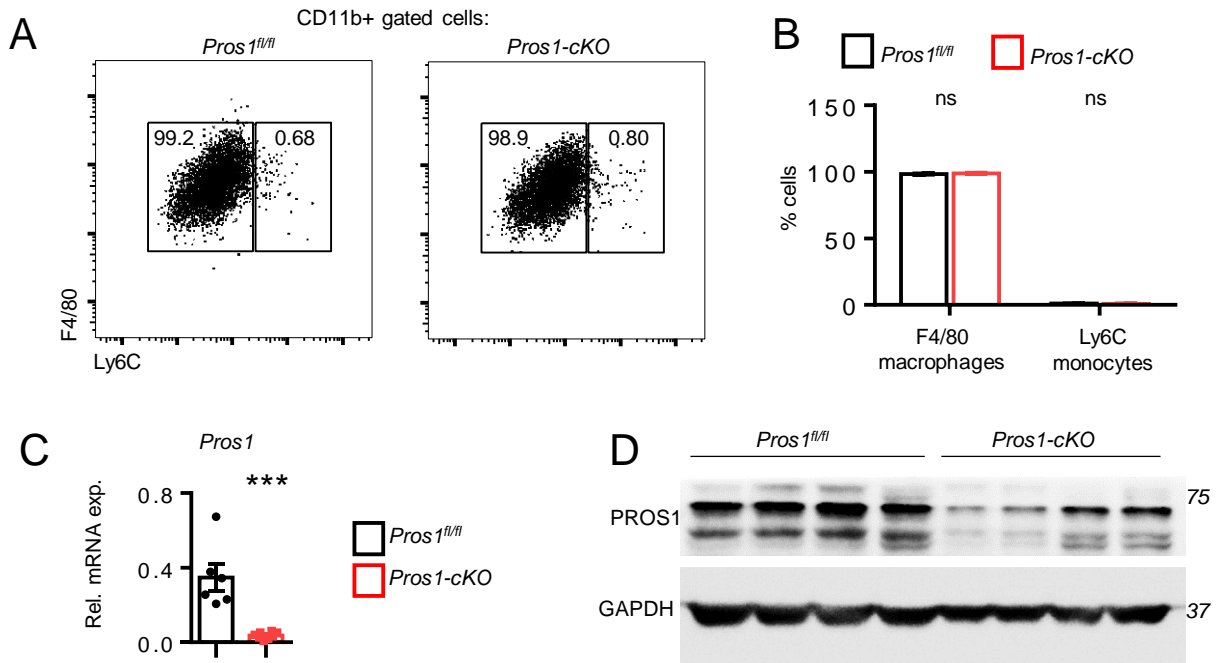 A
CD11b+ gated cells:
Pros1fl/fl
Pros1-cKO
99.2
0.68
98.9
0.80
F4/80
Ly6C
B
Pros1fl/fl
Pros1-cKO
ns
ns
150
100
50
0
% cells
F4/80
macrophages
Ly6C
monocytes
C
Pros1
***
0.8
0.4
0.0
Rel. mRNA exp.
Pros1fl/fl
Pros1-cKO
D
Pros1fl/fl
Pros1-cKO
PROS1
75
GAPDH
37